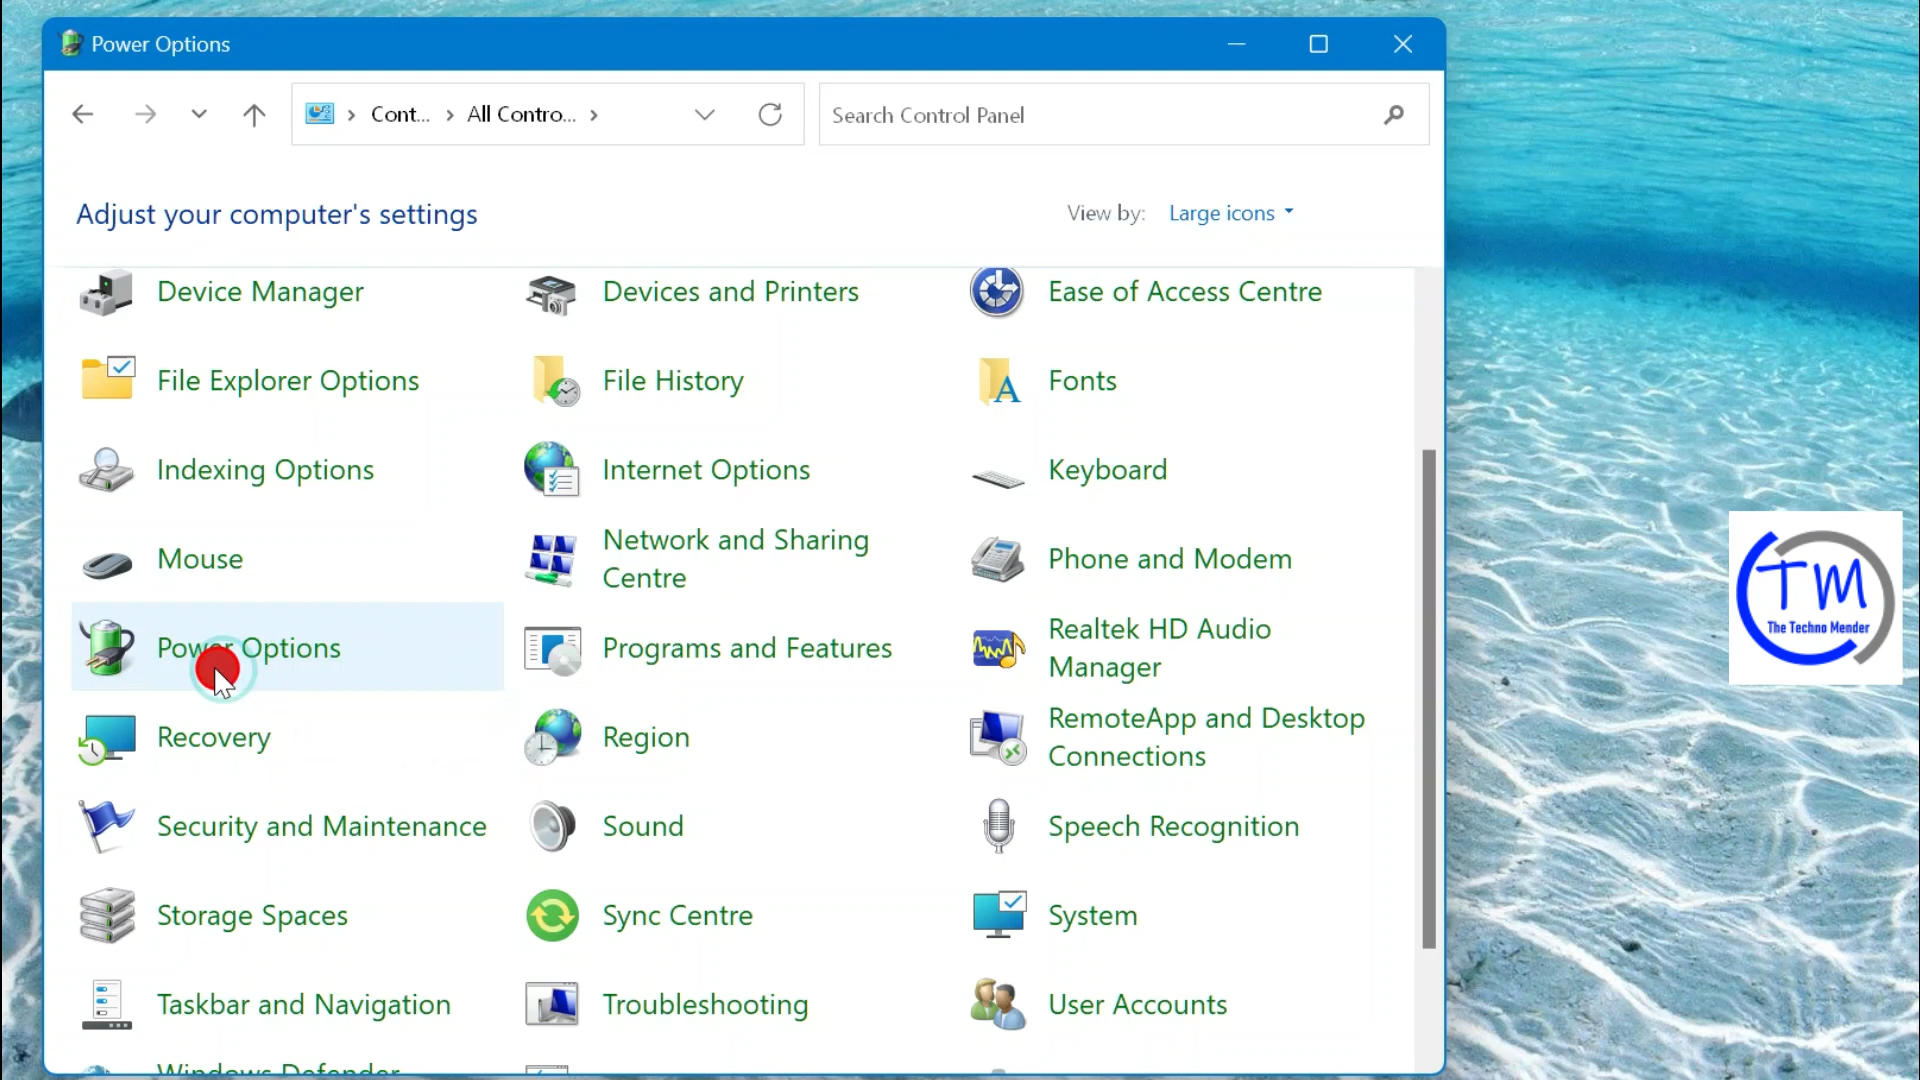 Power Options
Cont... All Contro...
Search Control Panel
Adjust your computer's settings
View by: Large icons
Device Manager
Devices and Printers
Ease of Access Centre
File Explorer Options
File History
Fonts
Indexing Options
Internet Options
Keyboard
Mouse
Network and Sharing
Centre
Phone and Modem
Power Options
Programs and Features
Realtek HD Audio
Manager
Recovery
Region
RemoteApp and Desktop
Connections
Security and Maintenance
Sound
Speech Recognition
Storage Spaces
Sync Centre
System
Taskbar and Navigation
Troubleshooting
User Accounts
Windows Defender
TM
The Techno Mender